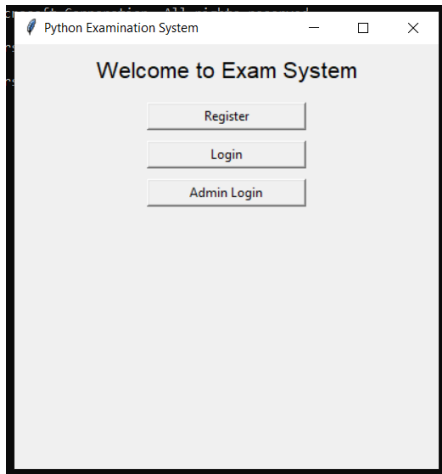 Python Examination System
Welcome to Exam System
Register
Login
Admin Login